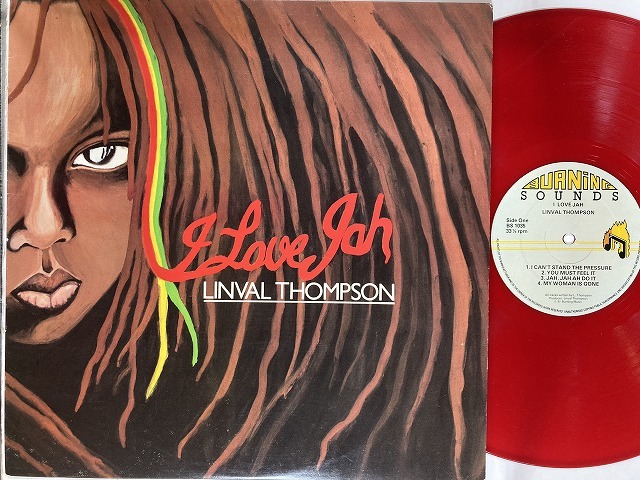 I Love Jah
LINVAL THOMPSON
BURNING
SOUNDS
I LOVE JAH
LINVAL THOMPSON
Side One
BS 1035
33⅓ rpm
1. I CAN'T STAND THE PRESSURE
2. YOU MUST FEEL IT
3. JAH, JAH AH DO IT
4. MY WOMAN IS GONE